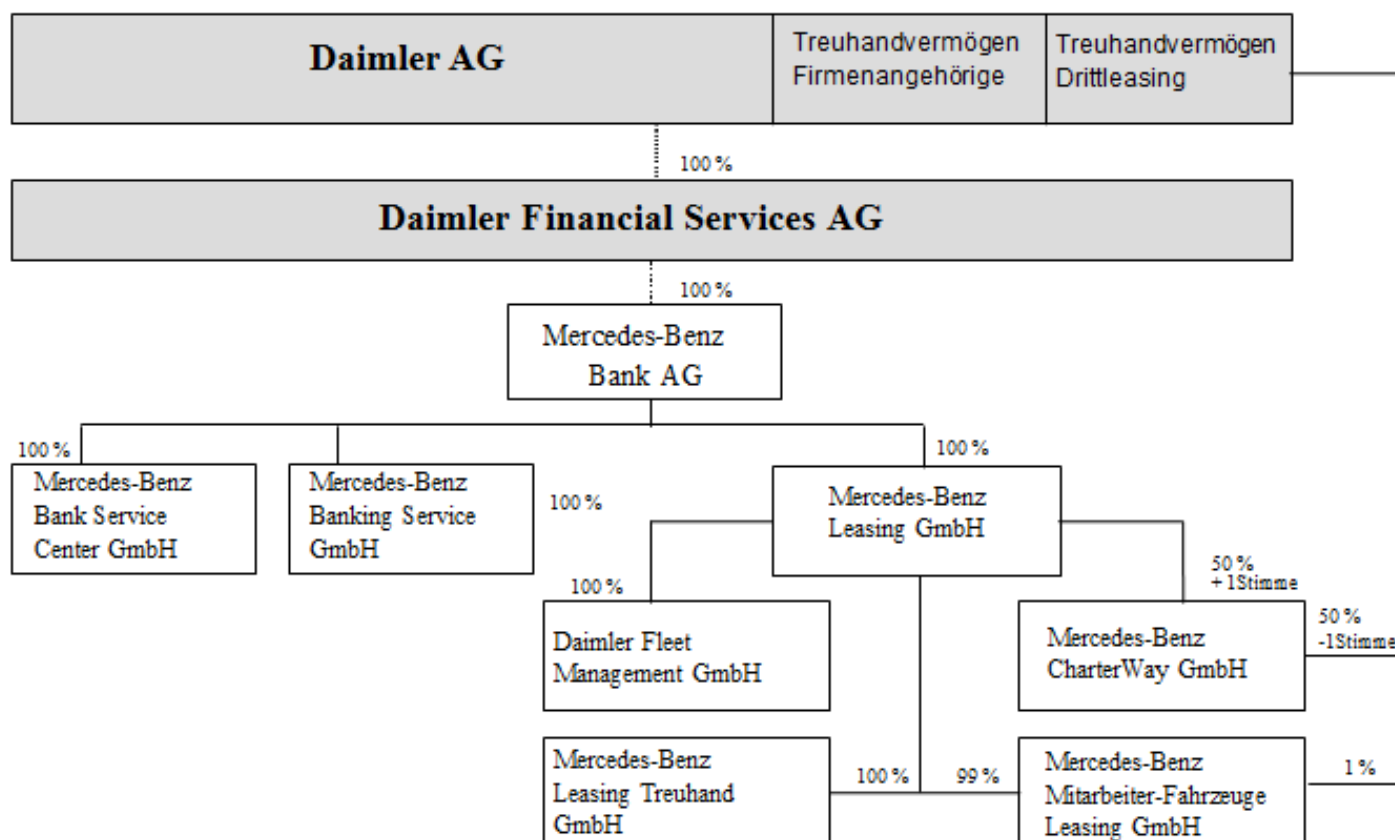 Daimler AG
Treuhandvermögen
Firmenangehörige
Treuhandvermögen
Drittleasing
100 %
Daimler Financial Services AG
100 %
Mercedes-Benz
Bank AG
100 %
Mercedes-Benz
Bank Service
Center GmbH
Mercedes-Benz
Banking Service
GmbH
100 %
100 %
Mercedes-Benz
Leasing GmbH
100 %
Daimler Fleet
Management GmbH
50 %
+ 1Stimme
Mercedes-Benz
CharterWay GmbH
50 %
-1Stimme
Mercedes-Benz
Leasing Treuhand
GmbH
100 %
99 %
Mercedes-Benz
Mitarbeiter-Fahrzeuge
Leasing GmbH
1 %